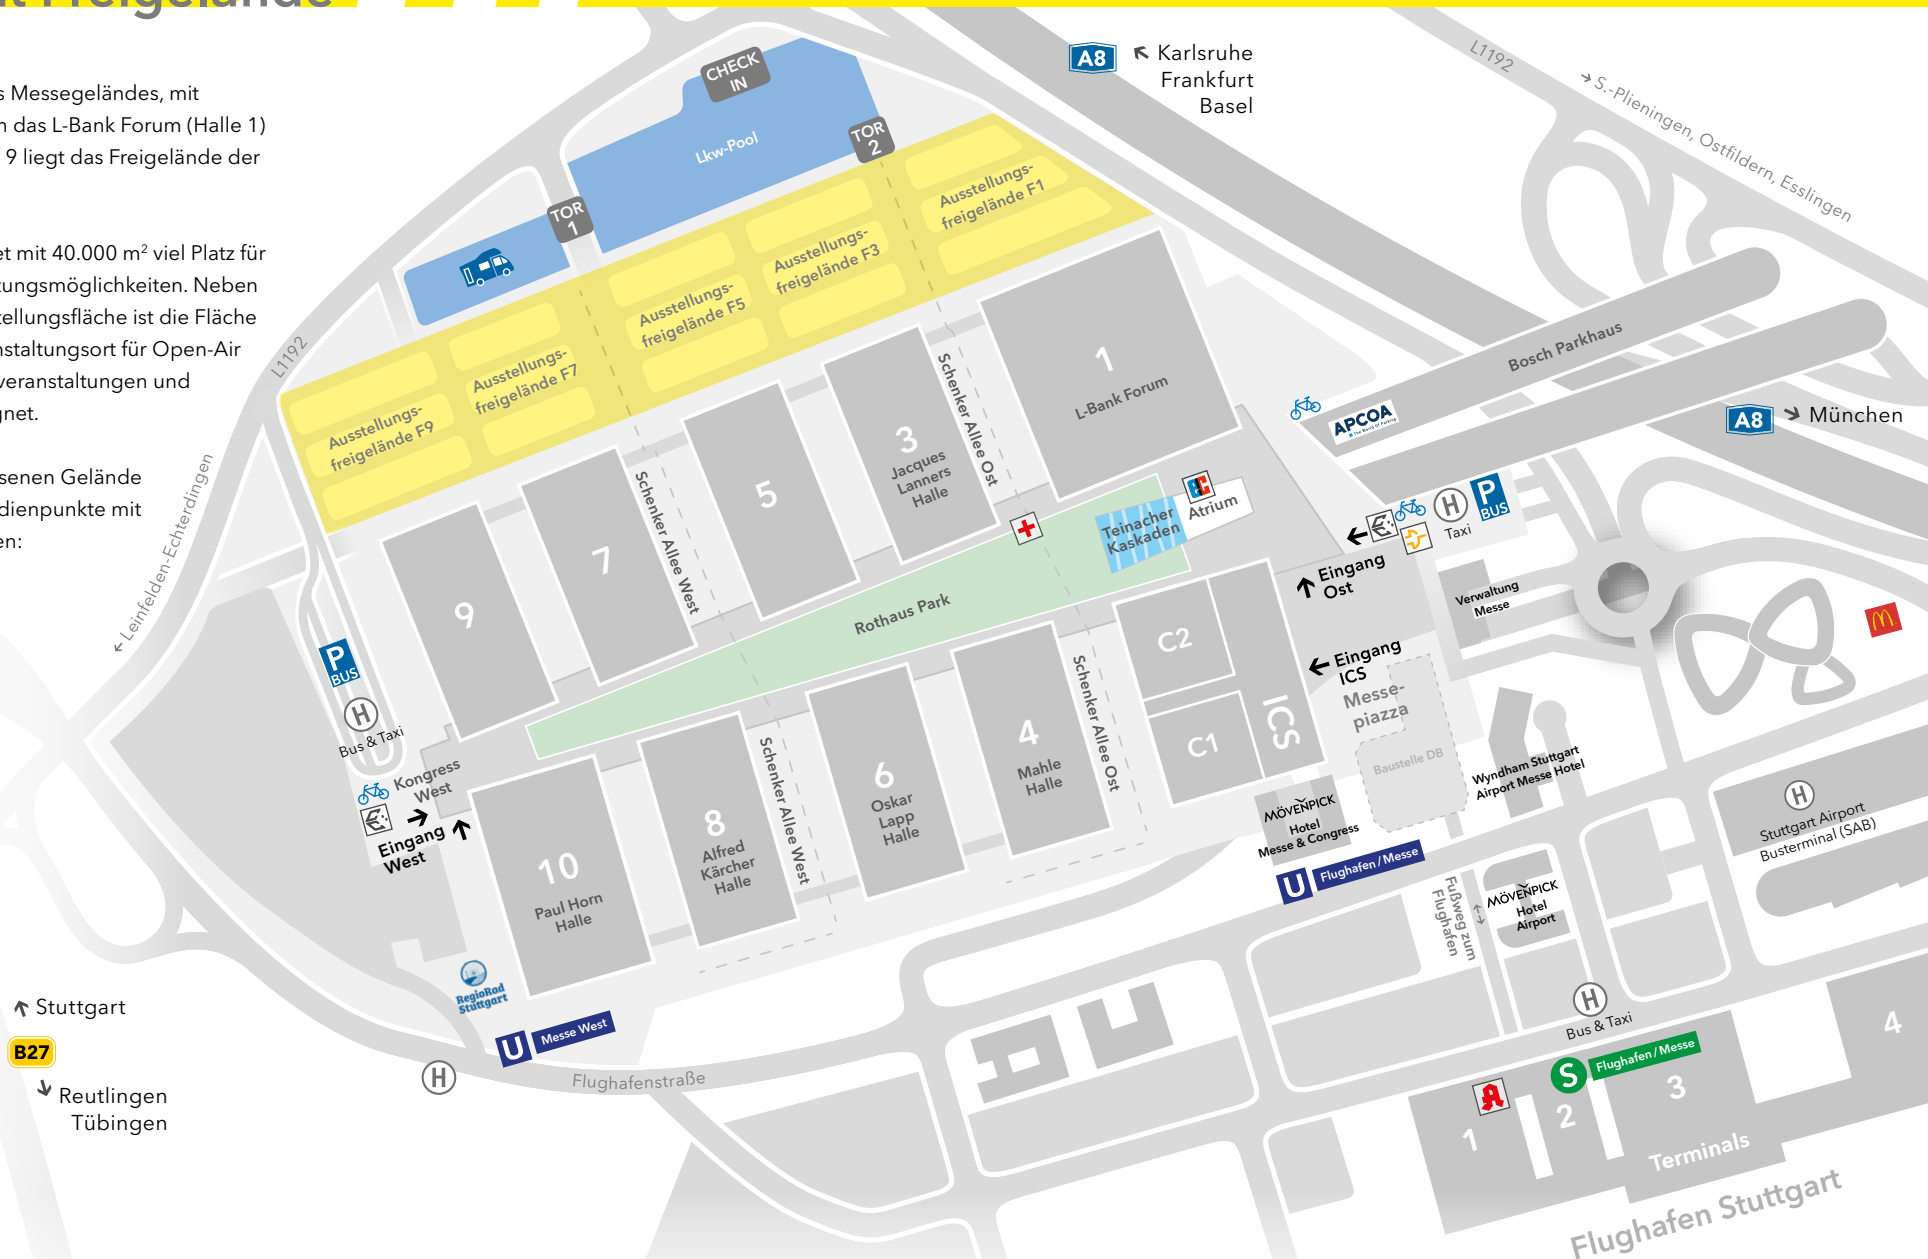 s Messegeländes, mit
n das L-Bank Forum (Halle 1)
9 liegt das Freigelände der
et mit 40.000 m² viel Platz für
tungsmöglichkeiten. Neben
tellungsfläche ist die Fläche
nstaltungsort für Open-Air
veranstaltungen und
gnet.
senen Gelände
dienpunkte mit
en:
A8
Karlsruhe
Frankfurt
Basel
L1192
S.-Plieningen, Ostfildern, Esslingen
CHECK
IN
Lkw-Pool
TOR
1
TOR
2
Ausstellungs-
freigelände F1
Ausstellungs-
freigelände F3
Ausstellungs-
freigelände F5
Ausstellungs-
freigelände F7
Ausstellungs-
freigelände F9
L1192
Leinfelden-Echterdingen
1
L-Bank Forum
3
Jacques
Lanners
Halle
5
7
9
Schenker Allee Ost
Schenker Allee West
Bosch Parkhaus
APCOA
A8
München
Teinacher
Kaskaden
Atrium
EC
Rothaus Park
H
Taxi
P
BUS
Eingang
Ost
Verwaltung
Messe
C2
C1
ICS
Eingang
ICS
Messe-
piazza
Baustelle DB
P
BUS
H
Bus & Taxi
Kongress
West
Eingang
West
10
Paul Horn
Halle
8
Alfred
Kärcher
Halle
6
Oskar
Lapp
Halle
4
Mahle
Halle
Schenker Allee West
Schenker Allee Ost
MÖVENPICK
Hotel
Messe & Congress
Wyndham Stuttgart
Airport Messe Hotel
H
Stuttgart Airport
Busterminal (SAB)
U
Flughafen / Messe
Fußweg zum
Flughafen
MÖVENPICK
Hotel
Airport
RegioRad
Stuttgart
U
Messe West
H
Flughafenstraße
Stuttgart
B27
Reutlingen
Tübingen
H
Bus & Taxi
S
Flughafen / Messe
1
2
3
4
Terminals
Flughafen Stuttgart